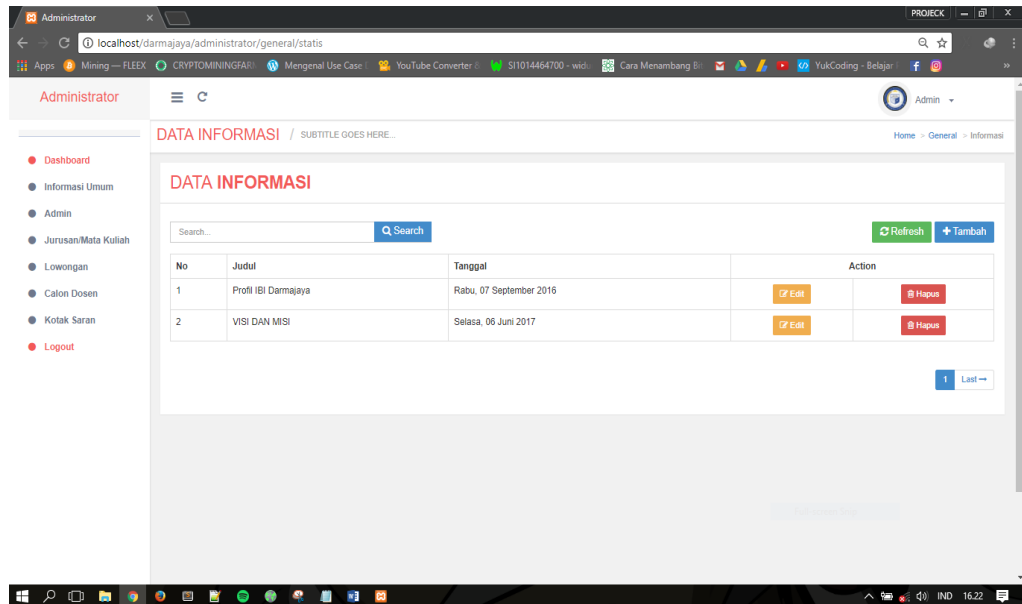 Administrator
PROJECK
localhost/darmajaya/administrator/general/statis
Apps Mining — FLEEX CRYPTOMININGFAR Mengenal Use Case YouTube Converter & SI1014464700 - widu Cara Menambang Bit YukCoding - Belajar
Administrator
Admin
DATA INFORMASI / SUBTITLE GOES HERE...
Home > General > Informasi
Dashboard
Informasi Umum
Admin
Jurusan/Mata Kuliah
Lowongan
Calon Dosen
Kotak Saran
Logout
DATA INFORMASI
Search... Search Refresh Tambah
No Judul Tanggal Action
1 Profil IBI Darmajaya Rabu, 07 September 2016 Edit Hapus
2 VISI DAN MISI Selasa, 06 Juni 2017 Edit Hapus
1 Last→
IND 16.22